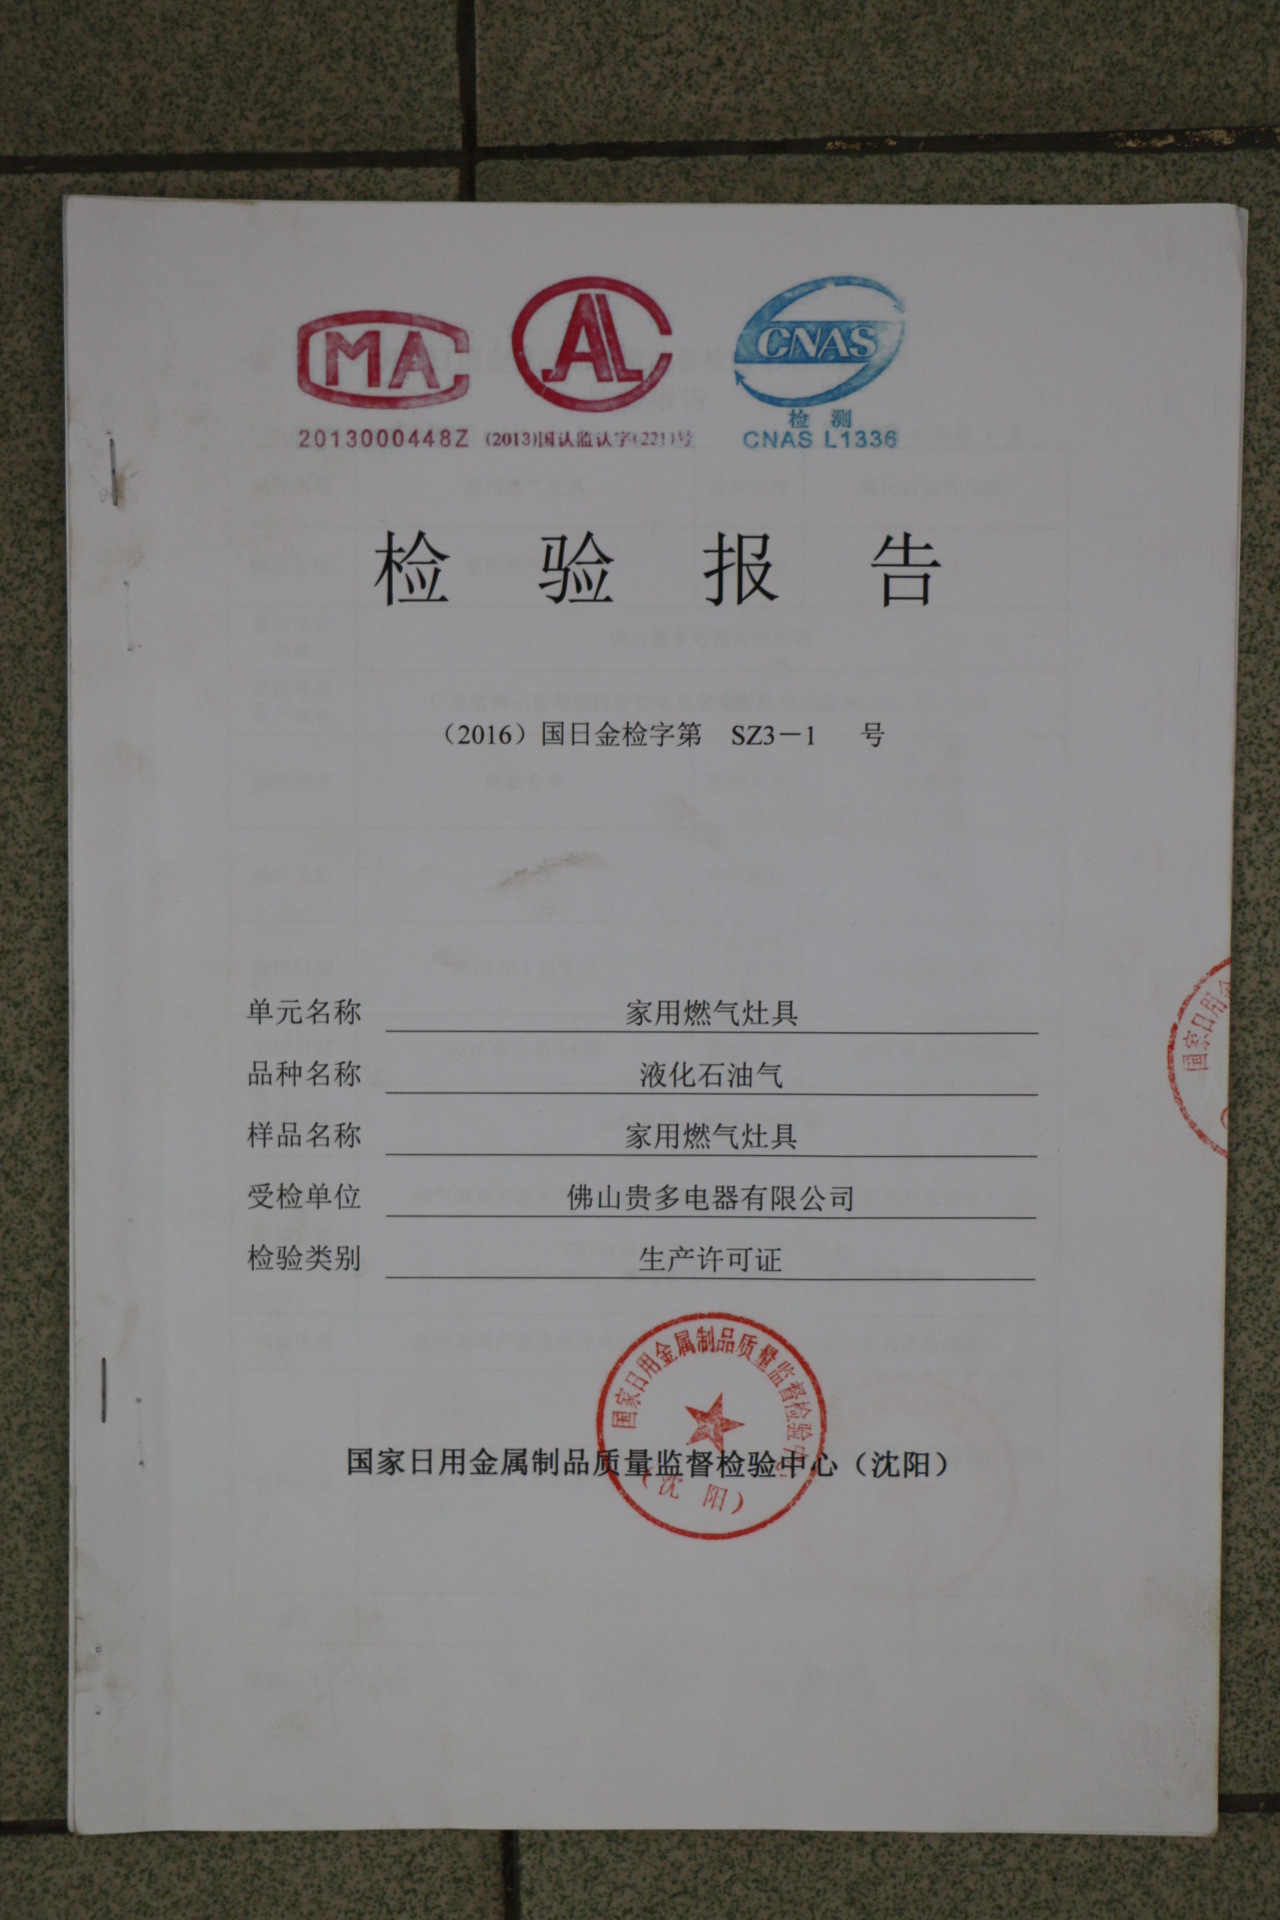 MA
AL
CNAS
检 测
2013000448Z
(2013)国认监认字(221)号
CNAS L1336
检 验 报 告
（2016）国日金检字第 SZ3－1 号
单元名称 家用燃气灶具
品种名称 液化石油气
样品名称 家用燃气灶具
受检单位 佛山贵多电器有限公司
检验类别 生产许可证
国家日用金属制品质量监督检验中心（沈阳）
国家日用金属制品质量监督检验中心
（沈 阳）
国家日用金